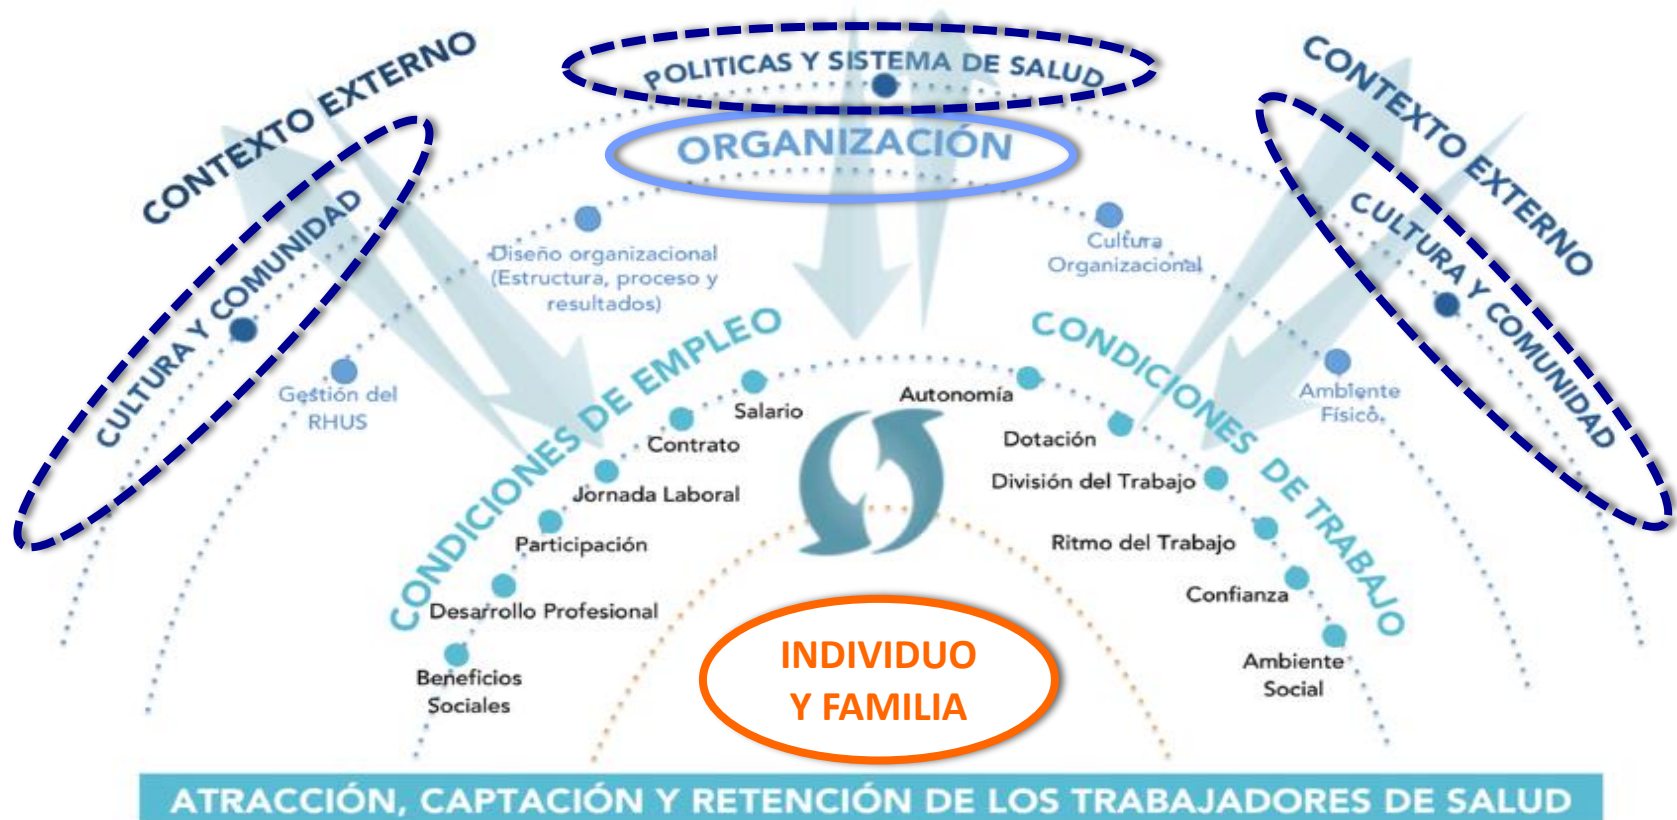 CONTEXTO EXTERNO
POLITICAS Y SISTEMA DE SALUD
CONTEXTO EXTERNO
CULTURA Y COMUNIDAD
ORGANIZACIÓN
CULTURA Y COMUNIDAD
Diseño organizacional
(Estructura, proceso y
resultados)
Cultura
Organizacional
Gestión del
RHUS
Ambiente
Físico
CONDICIONES DE EMPLEO
CONDICIONES DE TRABAJO
Salario
Contrato
Jornada Laboral
Participación
Desarrollo Profesional
Beneficios
Sociales
Autonomía
Dotación
División del Trabajo
Ritmo del Trabajo
Confianza
Ambiente
Social
INDIVIDUO
Y FAMILIA
ATRACCIÓN, CAPTACIÓN Y RETENCIÓN DE LOS TRABAJADORES DE SALUD